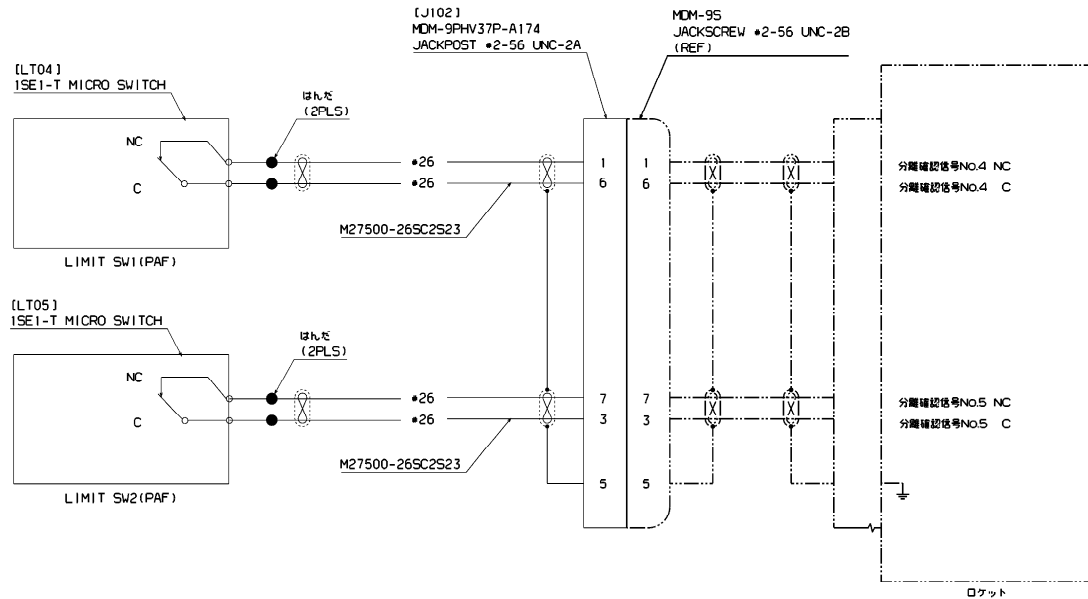 [J102]
MDM-9PHV37P-A174
JACKPOST #2-56 UNC-2A
MDM-9S
JACKSCREW #2-56 UNC-2B
(REF)
[LT04]
1SE1-T MICRO SWITCH
はんだ
(2PLS)
NC
C
#26
#26
1
6
1
6
分離確認信号No.4 NC
分離確認信号No.4 C
M27500-26SC2S23
LIMIT SW1(PAF)
[LT05]
1SE1-T MICRO SWITCH
はんだ
(2PLS)
NC
C
#26
#26
7
3
7
3
分離確認信号No.5 NC
分離確認信号No.5 C
M27500-26SC2S23
5
5
LIMIT SW2(PAF)
ロケット